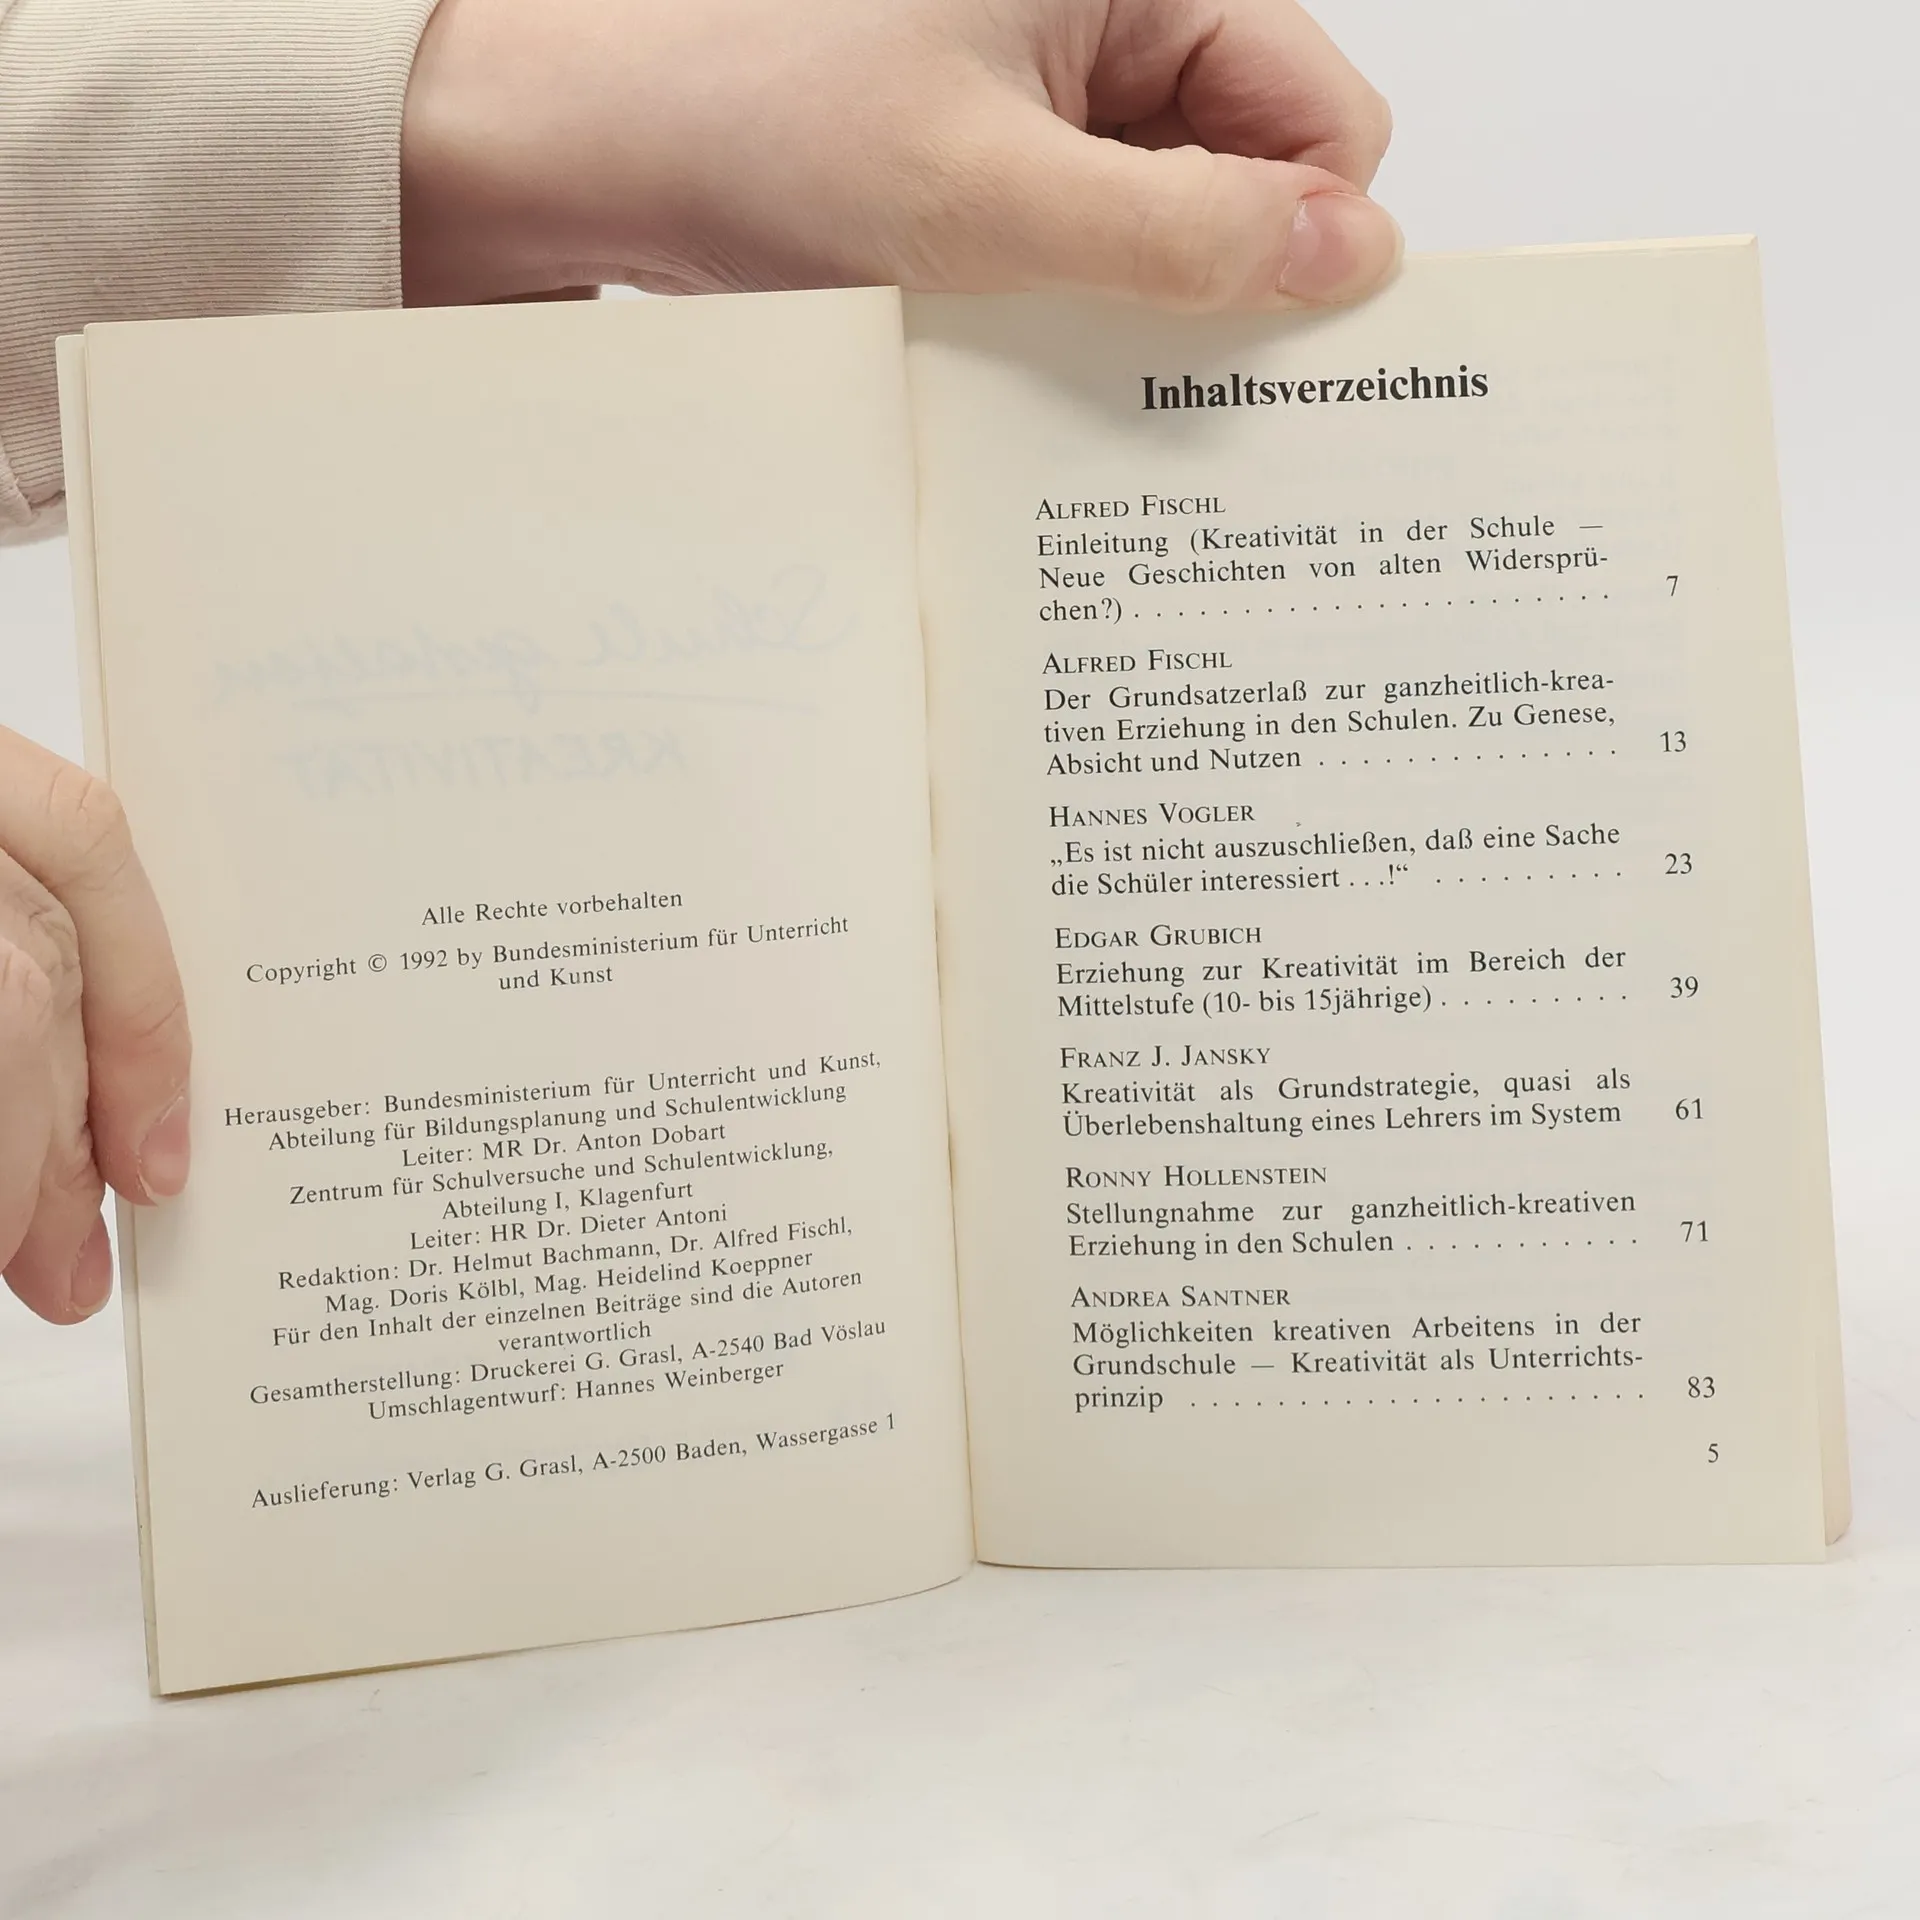 Alle Rechte vorbehalten
Copyright © 1992 by Bundesministerium für Unterricht
und Kunst
Herausgeber: Bundesministerium für Unterricht und Kunst,
Abteilung für Bildungsplanung und Schulentwicklung
Leiter: MR Dr. Anton Dobart
Zentrum für Schulversuche und Schulentwicklung,
Abteilung I, Klagenfurt
Leiter: HR Dr. Dieter Antoni
Redaktion: Dr. Helmut Bachmann, Dr. Alfred Fischl,
Mag. Doris Kölbl, Mag. Heidelind Koeppner
Für den Inhalt der einzelnen Beiträge sind die Autoren
verantwortlich
Gesamtherstellung: Druckerei G. Grasl, A-2540 Bad Vöslau
Umschlagentwurf: Hannes Weinberger
Auslieferung: Verlag G. Grasl, A-2500 Baden, Wassergasse 1
Inhaltsverzeichnis
ALFRED FISCHL
Einleitung (Kreativität in der Schule —
Neue Geschichten von alten Widersprü-
chen?) . . . . . . . . . . . . . . . . . . . . . . 7
ALFRED FISCHL
Der Grundsatzerlaß zur ganzheitlich-krea-
tiven Erziehung in den Schulen. Zu Genese,
Absicht und Nutzen . . . . . . . . . . . . . 13
HANNES VOGLER
„Es ist nicht auszuschließen, daß eine Sache
die Schüler interessiert . . .!“ . . . . . . . . . 23
EDGAR GRUBICH
Erziehung zur Kreativität im Bereich der
Mittelstufe (10- bis 15jährige) . . . . . . . . . 39
FRANZ J. JANSKY
Kreativität als Grundstrategie, quasi als
Überlebenshaltung eines Lehrers im System 61
RONNY HOLLENSTEIN
Stellungnahme zur ganzheitlich-kreativen
Erziehung in den Schulen . . . . . . . . . . . 71
ANDREA SANTNER
Möglichkeiten kreativen Arbeitens in der
Grundschule — Kreativität als Unterrichts-
prinzip . . . . . . . . . . . . . . . . . . . . 83
5